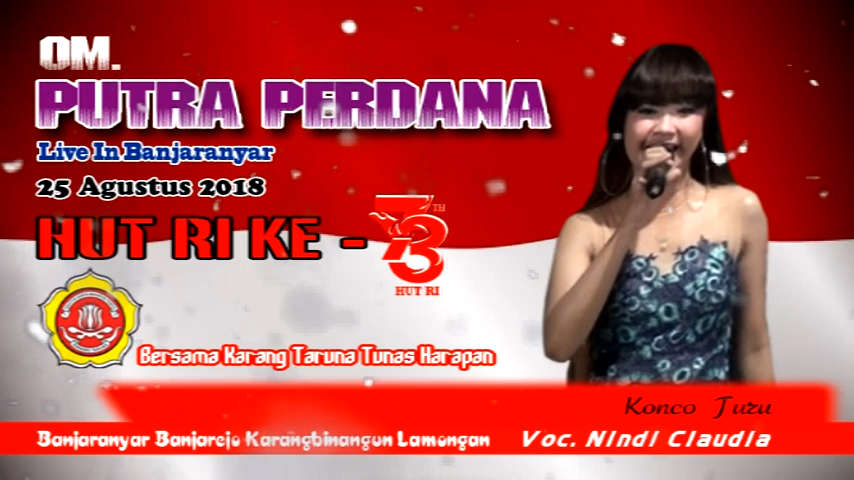 OM.
PUTRA PERDANA
Live In Banjaranyar
25 Agustus 2018
HUT RI KE - 73 TH
HUT RI
Bersama Karang Taruna Tunas Harapan
Konco Turu
Banjaranyar Banjarejo Karangbinangun Lamongan Voc. Nindi Claudia